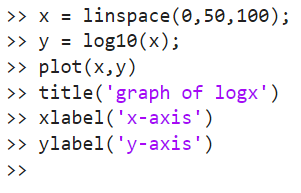 >> x = linspace(0,50,100);
>> y = log10(x);
>> plot(x,y)
>> title('graph of logx')
>> xlabel('x-axis')
>> ylabel('y-axis')
>>